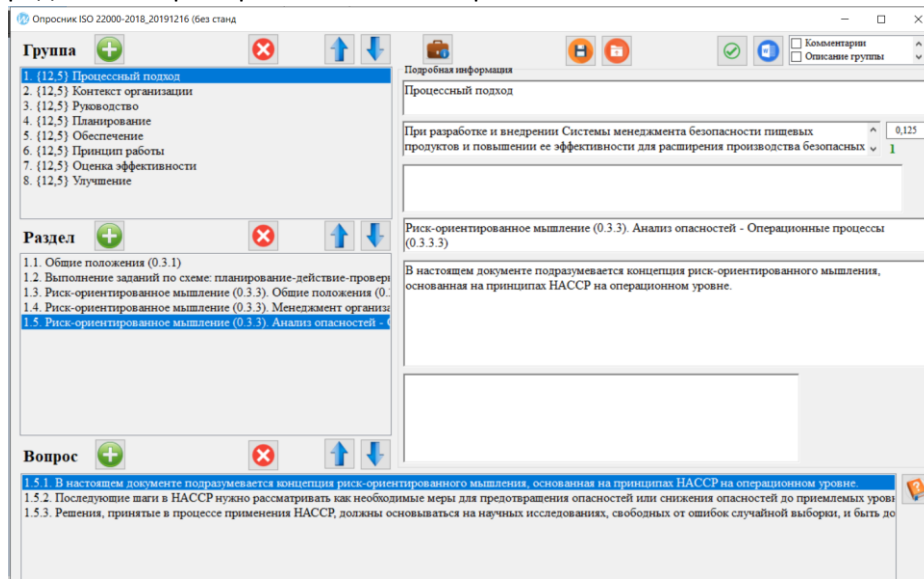 Опросник ISO 22000-2018_20191216 (без станд
Группа
Комментарии
Описание группы
1. {12,5} Процессный подход
2. {12,5} Контекст организации
3. {12,5} Руководство
4. {12,5} Планирование
5. {12,5} Обеспечение
6. {12,5} Принцип работы
7. {12,5} Оценка эффективности
8. {12,5} Улучшение
Подробная информация
Процессный подход
При разработке и внедрении Системы менеджмента безопасности пищевых
продуктов и повышении ее эффективности для расширения производства безопасных
0,125
1
Раздел
1.1. Общие положения (0.3.1)
1.2. Выполнение заданий по схеме: планирование-действие-провер
1.3. Риск-ориентированное мышление (0.3.3). Общие положения (0.
1.4. Риск-ориентированное мышление (0.3.3). Менеджмент организа
1.5. Риск-ориентированное мышление (0.3.3). Анализ опасностей -
Риск-ориентированное мышление (0.3.3). Анализ опасностей - Операционные процессы
(0.3.3.3)
В настоящем документе подразумевается концепция риск-ориентированного мышления,
основанная на принципах HACCP на операционном уровне.
Вопрос
1.5.1. В настоящем документе подразумевается концепция риск-ориентированного мышления, основанная на принципах HACCP на операционном уровне.
1.5.2. Последующие шаги в HACCP нужно рассматривать как необходимые меры для предотвращения опасностей или снижения опасностей до приемлемых уровн
1.5.3. Решения, принятые в процессе применения HACCP, должны основываться на научных исследованиях, свободных от ошибок случайной выборки, и быть до